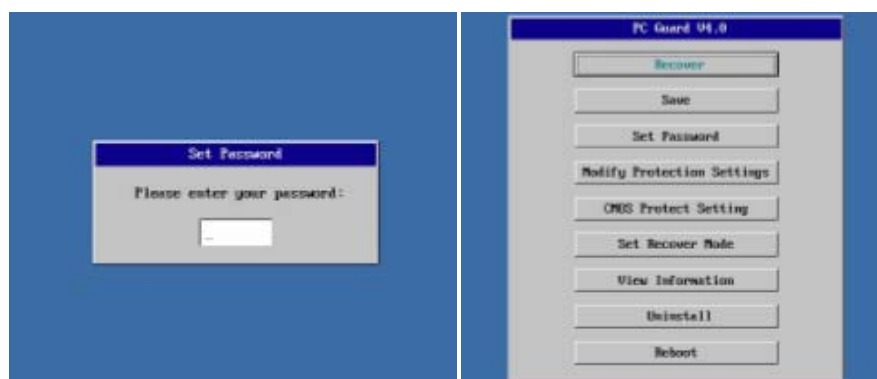 Set Password
Please enter your password:
PC Guard V4.0
Recover
Save
Set Password
Modify Protection Settings
CMOS Protect Setting
Set Recover Mode
View Information
Uninstall
Reboot